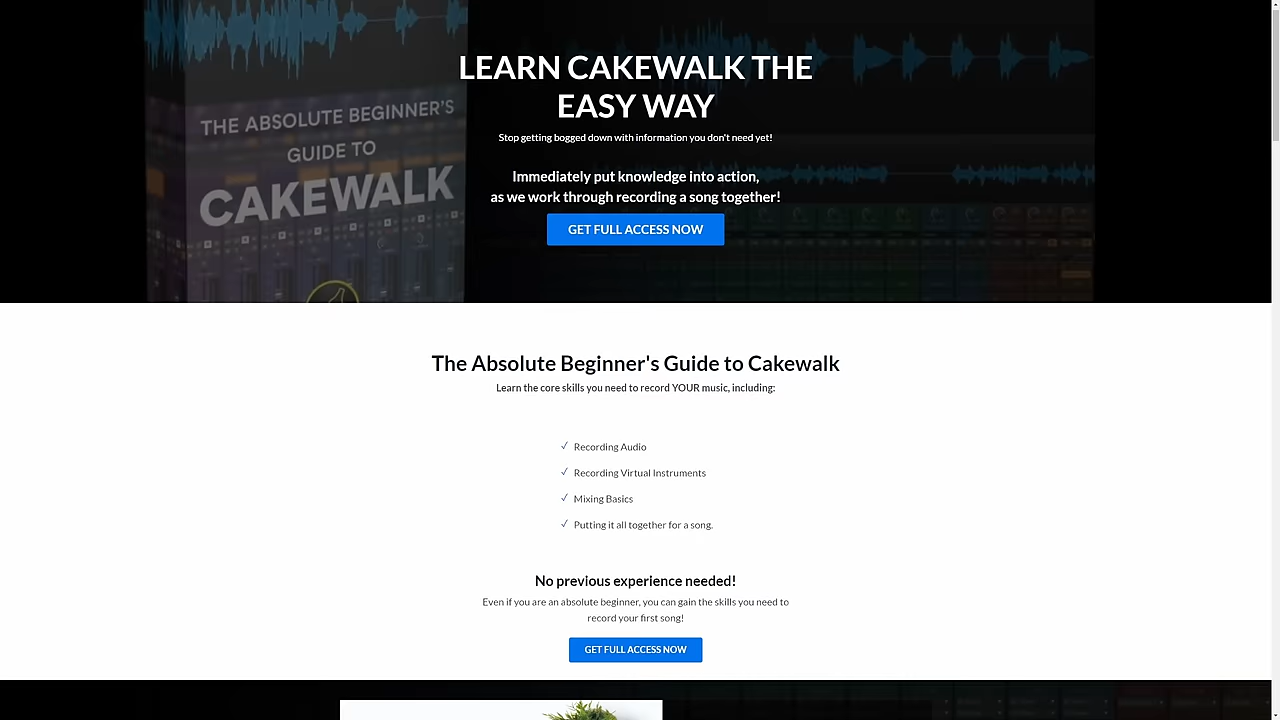 THE ABSOLUTE BEGINNER'S
GUIDE TO
CAKEWALK
LEARN CAKEWALK THE
EASY WAY
Stop getting bogged down with information you don't need yet!
Immediately put knowledge into action,
as we work through recording a song together!
GET FULL ACCESS NOW
The Absolute Beginner's Guide to Cakewalk
Learn the core skills you need to record YOUR music, including:
✓ Recording Audio
✓ Recording Virtual Instruments
✓ Mixing Basics
✓ Putting it all together for a song.
No previous experience needed!
Even if you are an absolute beginner, you can gain the skills you need to
record your first song!
GET FULL ACCESS NOW